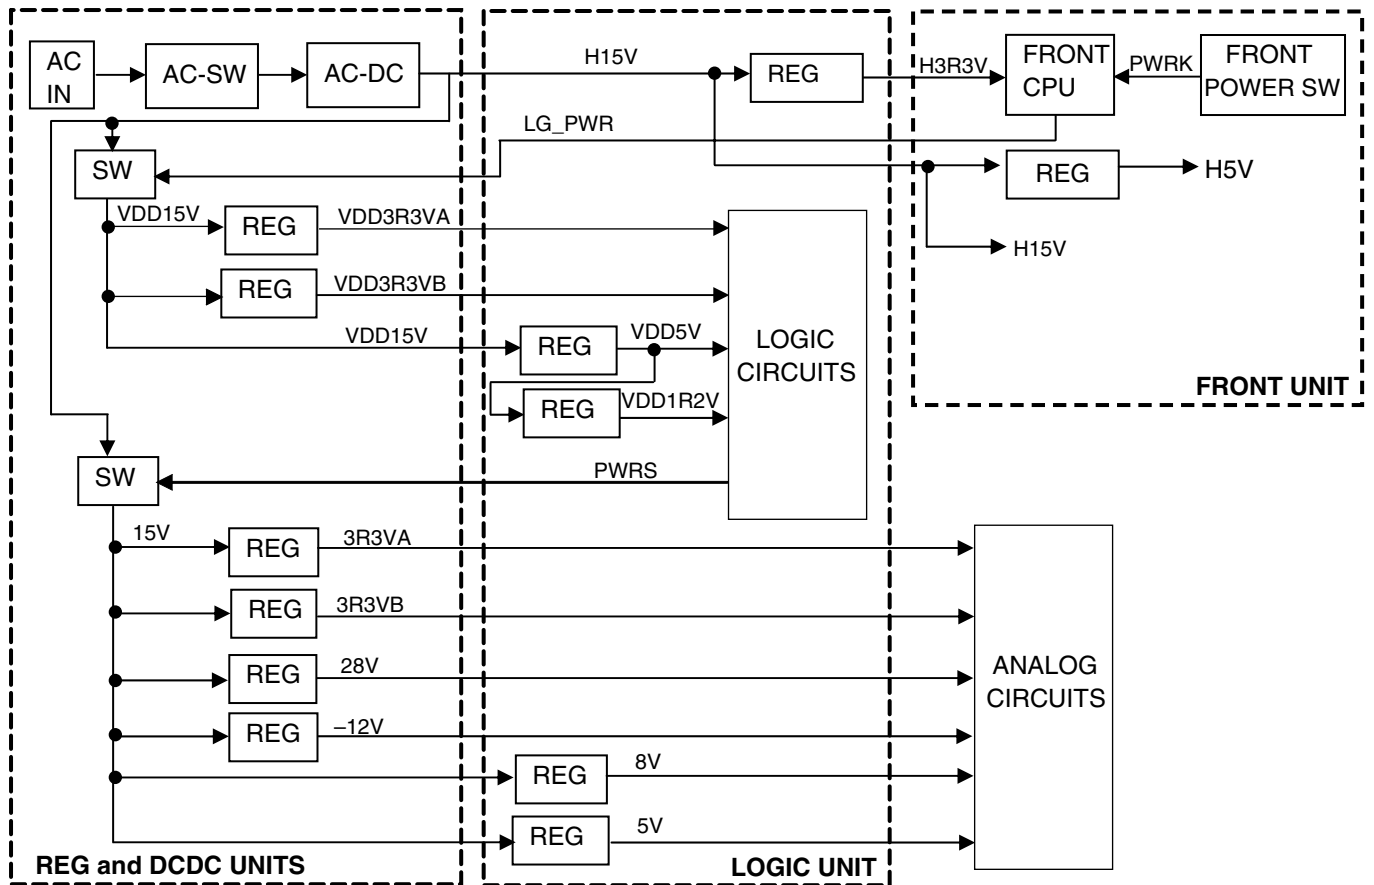 AC
IN
AC-SW
AC-DC
H15V
REG
H3R3V
FRONT
CPU
PWRK
FRONT
POWER SW
LG_PWR
SW
REG
H5V
VDD15V
REG
VDD3R3VA
H15V
REG
VDD3R3VB
VDD15V
REG
VDD5V
LOGIC
CIRCUITS
REG
VDD1R2V
FRONT UNIT
SW
PWRS
15V
REG
3R3VA
REG
3R3VB
REG
28V
ANALOG
CIRCUITS
REG
–12V
REG
8V
REG
5V
REG and DCDC UNITS
LOGIC UNIT